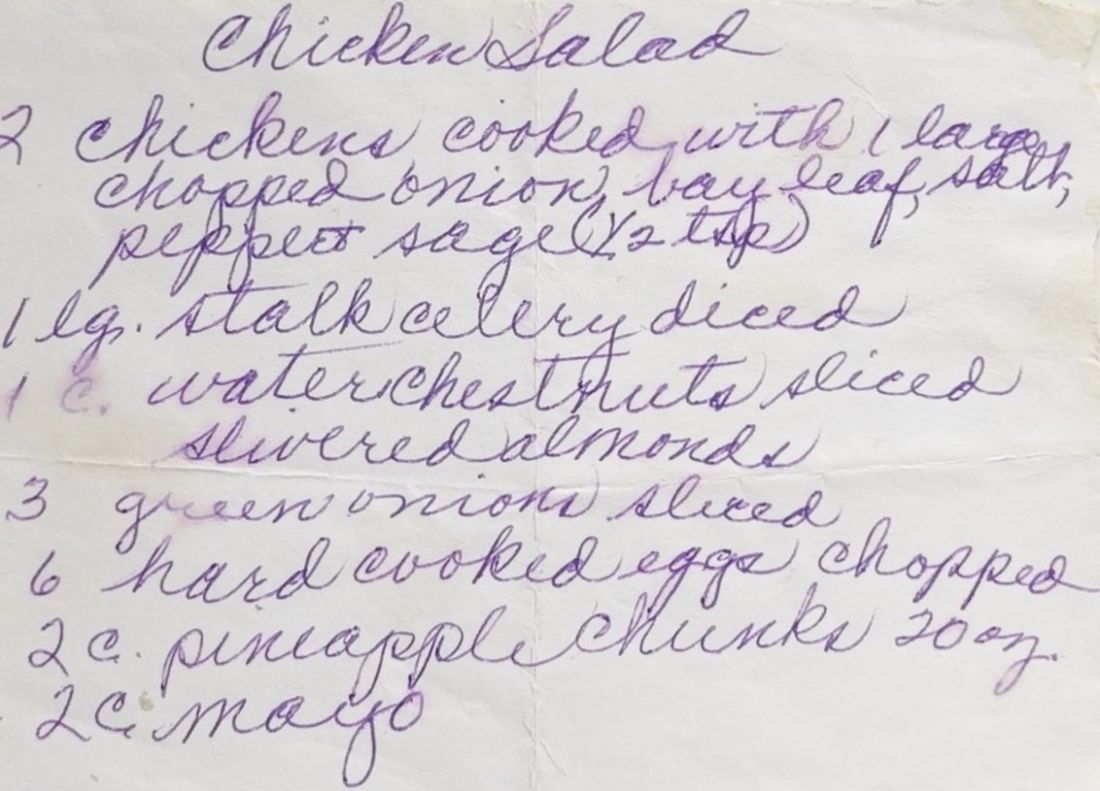 Chicken Salad
2 chickens cooked with 1 large
chopped onion, bay leaf, salt,
pepper & sage (1/2 tsp)
1 lg. stalk celery diced
1 c. water chestnuts sliced
slivered almonds
3 green onions sliced
6 hard cooked eggs chopped
2 c. pineapple chunks 20 oz.
2 c. mayo